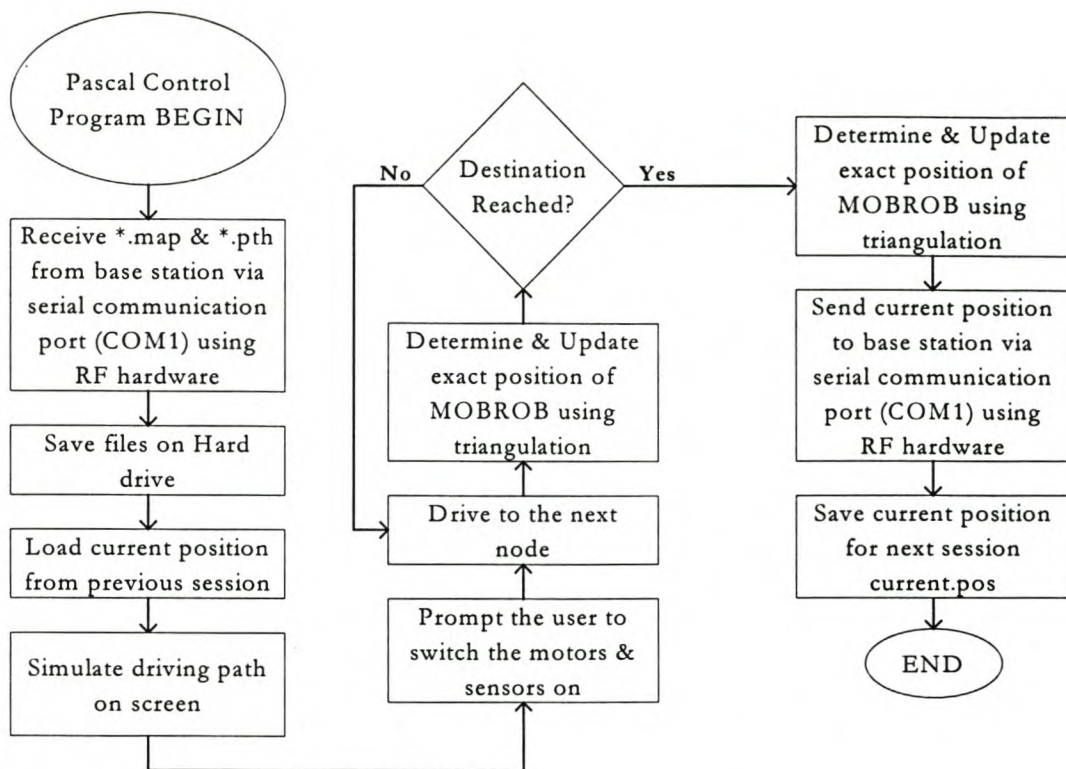 Pascal Control
Program BEGIN
Receive *.map & *.pth
from base station via
serial communication
port (COM1) using
RF hardware
Save files on Hard
drive
Load current position
from previous session
Simulate driving path
on screen
Prompt the user to
switch the motors &
sensors on
Drive to the next
node
Determine & Update
exact position of
MOBROB using
triangulation
Destination
Reached?
No
Yes
Determine & Update
exact position of
MOBROB using
triangulation
Send current position
to base station via
serial communication
port (COM1) using
RF hardware
Save current position
for next session
current.pos
END